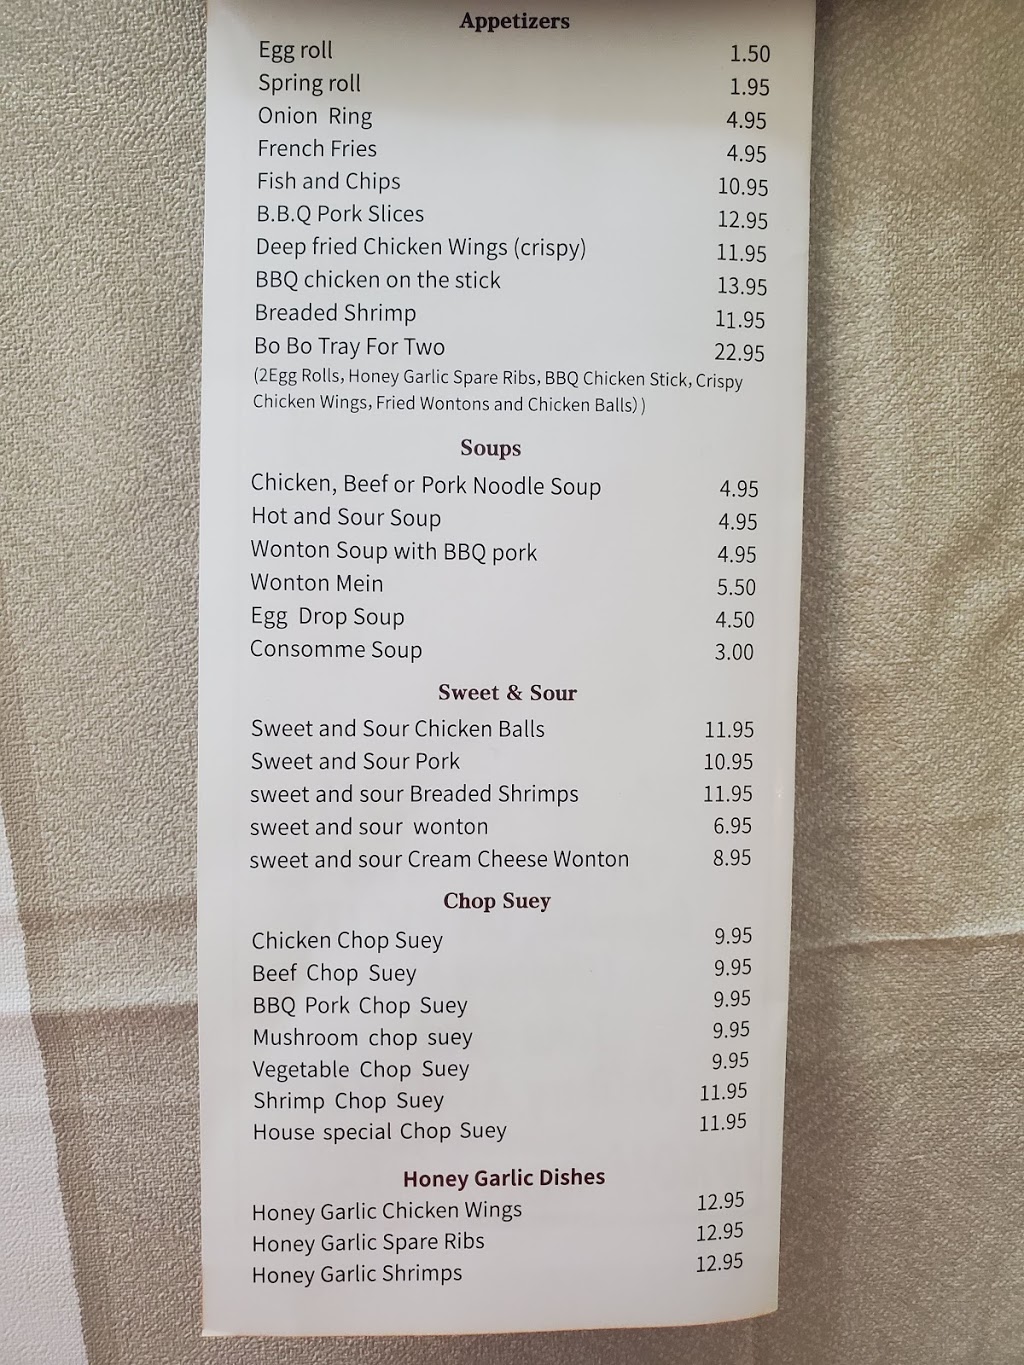 Appetizers
Egg roll 1.50
Spring roll 1.95
Onion Ring 4.95
French Fries 4.95
Fish and Chips 10.95
B.B.Q Pork Slices 12.95
Deep fried Chicken Wings (crispy) 11.95
BBQ chicken on the stick 13.95
Breaded Shrimp 11.95
Bo Bo Tray For Two 22.95
(2Egg Rolls, Honey Garlic Spare Ribs, BBQ Chicken Stick, Crispy
Chicken Wings, Fried Wontons and Chicken Balls) )
Soups
Chicken, Beef or Pork Noodle Soup 4.95
Hot and Sour Soup 4.95
Wonton Soup with BBQ pork 4.95
Wonton Mein 5.50
Egg Drop Soup 4.50
Consomme Soup 3.00
Sweet & Sour
Sweet and Sour Chicken Balls 11.95
Sweet and Sour Pork 10.95
sweet and sour Breaded Shrimps 11.95
sweet and sour wonton 6.95
sweet and sour Cream Cheese Wonton 8.95
Chop Suey
Chicken Chop Suey 9.95
Beef Chop Suey 9.95
BBQ Pork Chop Suey 9.95
Mushroom chop suey 9.95
Vegetable Chop Suey 9.95
Shrimp Chop Suey 11.95
House special Chop Suey 11.95
Honey Garlic Dishes
Honey Garlic Chicken Wings 12.95
Honey Garlic Spare Ribs 12.95
Honey Garlic Shrimps 12.95